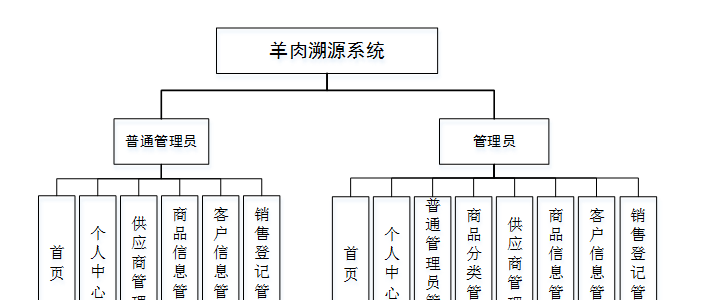 羊肉溯源系统
普通管理员
管理员
首页
个人中心
供应商管理
商品信息管
客户信息管
销售登记管
首页
个人中心
普通管理员管
商品分类管
供应商管理
商品信息管
客户信息管
销售登记管